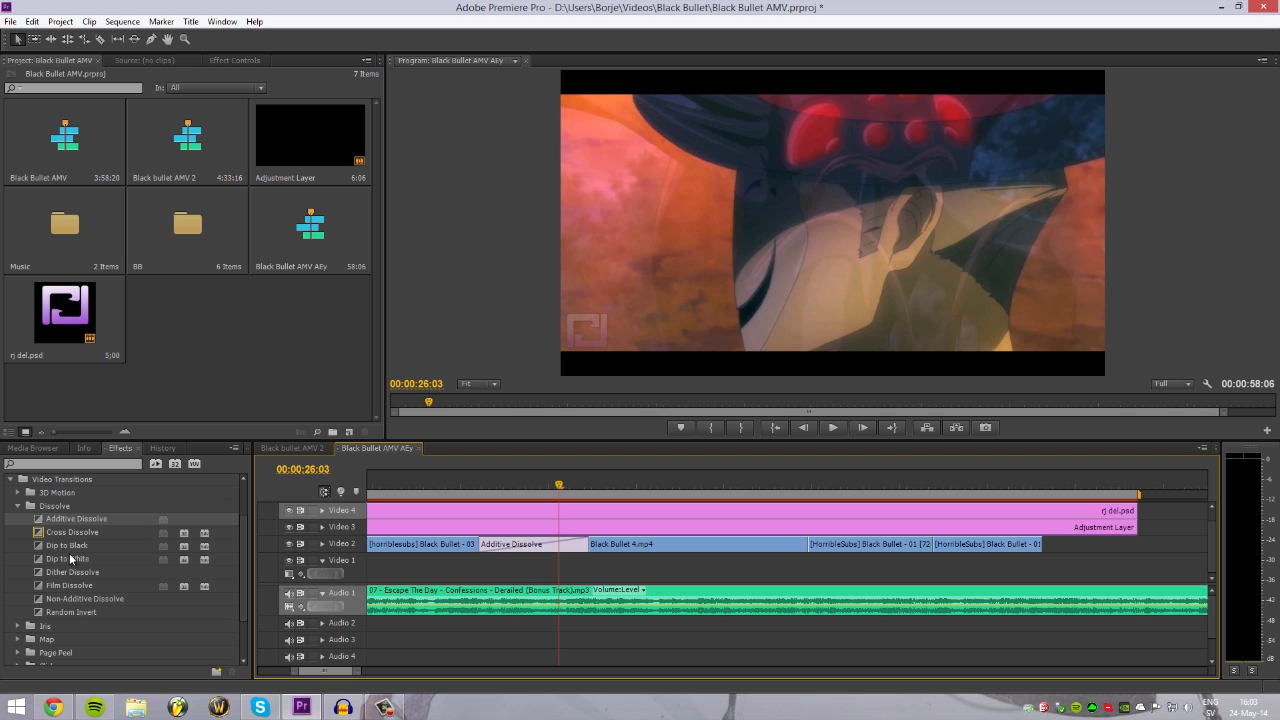 Adobe Premiere Pro - D:\Users\Borje\Videos\Black Bullet\Black Bullet AMV.prproj *
File Edit Project Clip Sequence Marker Title Window Help
Project: Black Bullet AMV Source: (no clips) Effect Controls Program: Black Bullet AMV AEy
Black Bullet AMV.prproj 7 Items
In: All
Black Bullet AMV 3:58:20 Black bullet AMV 2 4:33:16 Adjustment Layer 6:06
Music 2 Items BB 6 Items Black Bullet AMV AEy 58:06
rj del.psd 5;00
00:00:26:03 Fit Full 00:00:58:06
Media Browser Info Effects History Black bullet AMV 2 Black Bullet AMV AEy
00:00:26:03
Video Transitions
3D Motion
Dissolve
Additive Dissolve
Cross Dissolve
Dip to Black
Dip to White
Dither Dissolve
Film Dissolve
Non-Additive Dissolve
Random Invert
Iris
Map
Page Peel
Video 4 rj del.psd
Video 3 Adjustment Layer
Video 2 [horriblesubs] Black Bullet - 03 Additive Dissolve Black Bullet 4.mp4 [HorribleSubs] Black Bullet - 01 [72 [HorribleSubs] Black Bullet - 01
Video 1
Audio 1 07 - Escape The Day - Confessions - Derailed (Bonus Track).mp3 Volume:Level
Audio 2
Audio 3
Audio 4
0
-6
-12
-18
-24
-30
-36
-42
-48
-54
S S
ENG 16:03
SV 24-May-14